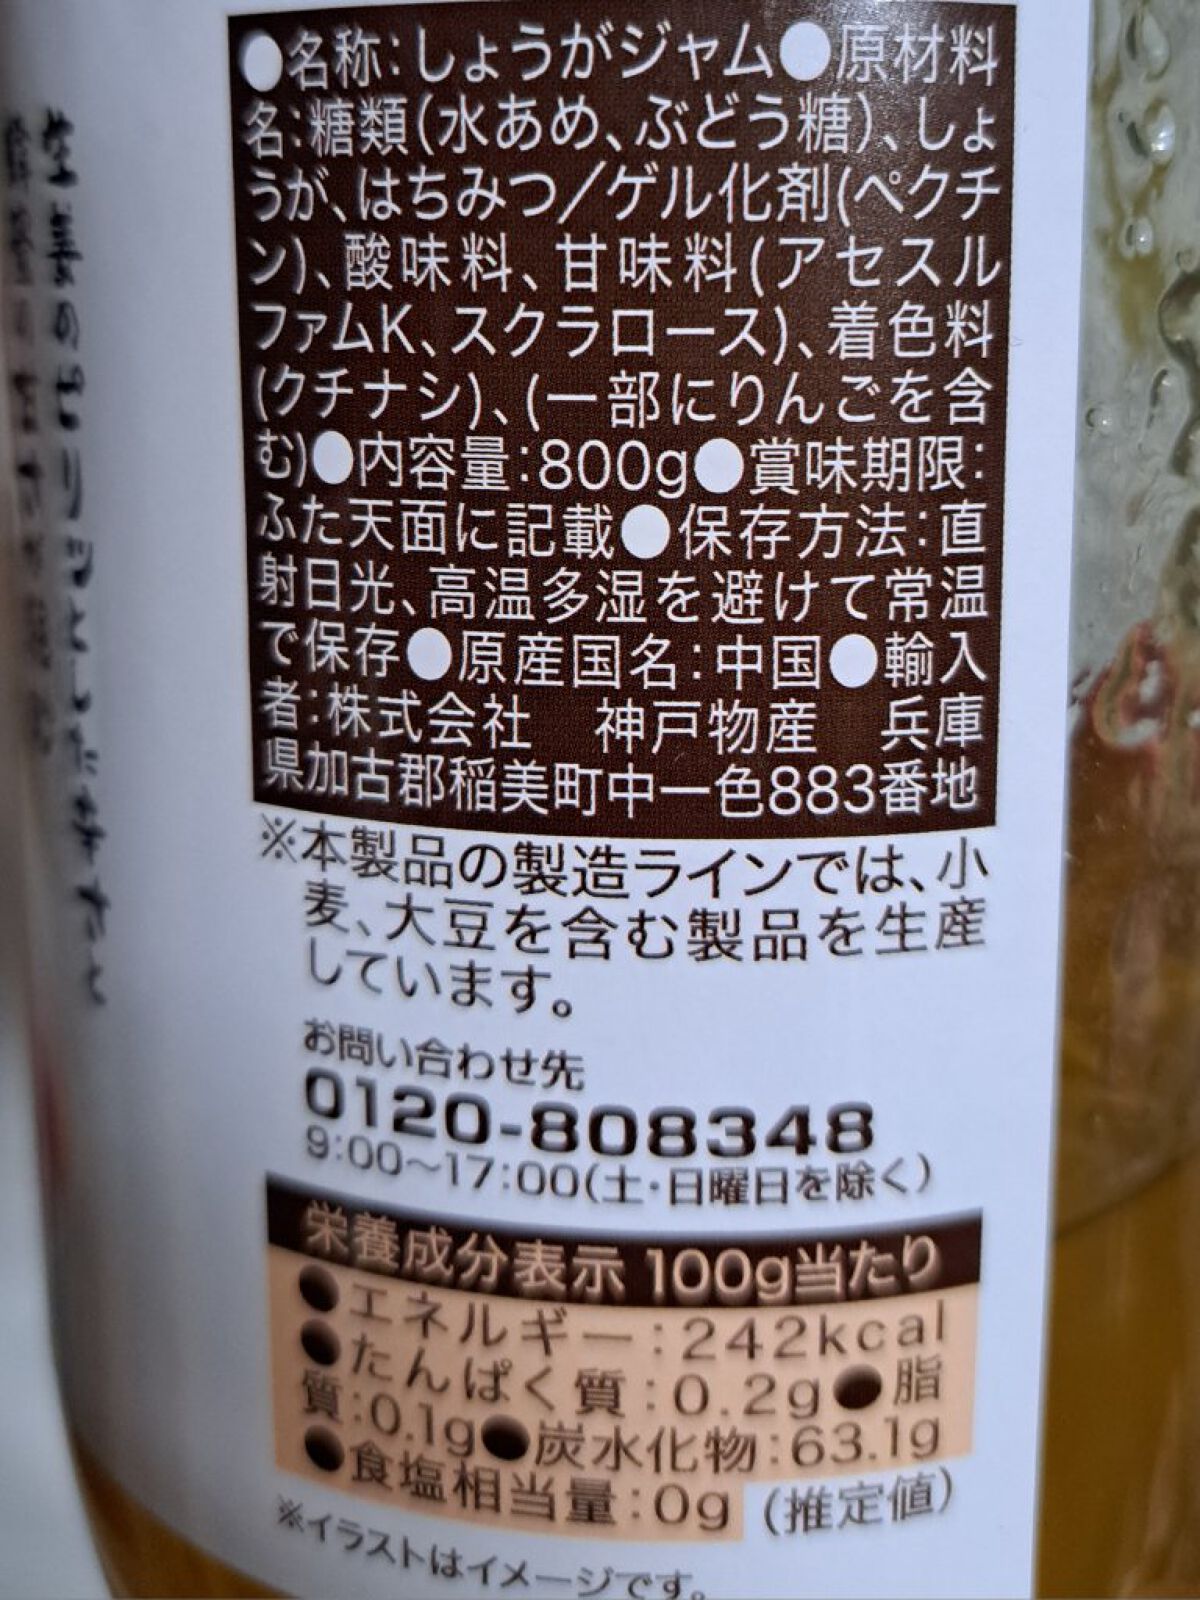 ●名称:しょうがジャム●原材料
名:糖類(水あめ、ぶどう糖)、しょ
うが、はちみつ/ゲル化剤(ペクチ
ン)、酸味料、甘味料(アセスル
ファムK、スクラロース)、着色料
(クチナシ)、(一部にりんごを含
む)●内容量:800g●賞味期限:
ふた天面に記載●保存方法:直
射日光、高温多湿を避けて常温
で保存●原産国名:中国●輸入
者:株式会社 神戸物産 兵庫
県加古郡稲美町中一色883番地
※本製品の製造ラインでは、小
麦、大豆を含む製品を生産
しています。
お問い合わせ先
0120-808348
9:00~17:00(土・日曜日を除く)
栄養成分表示 100g当たり
●エネルギー:242kcal
●たんぱく質:0.2g●脂
質:0.1g●炭水化物:63.1g
●食塩相当量:0g(推定値)
※イラストはイメージです。
生姜のピリッとした辛さと